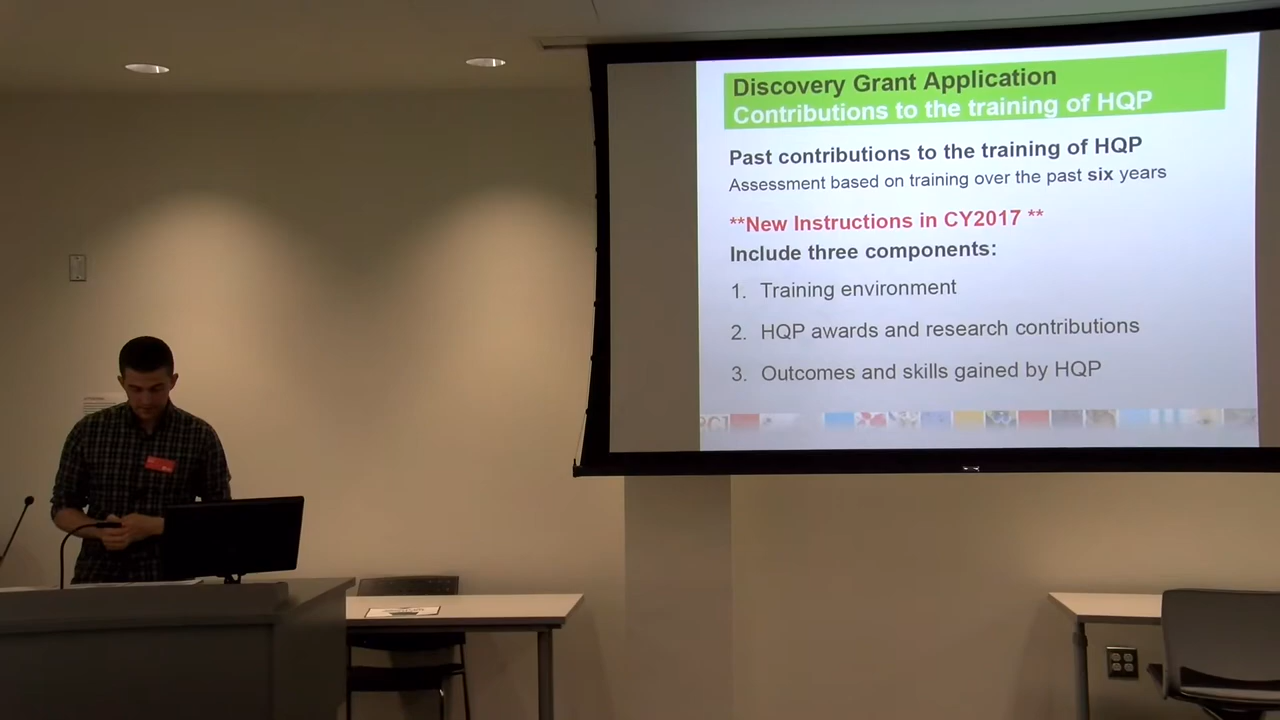 Discovery Grant Application
Contributions to the training of HQP
Past contributions to the training of HQP
Assessment based on training over the past six years
**New Instructions in CY2017 **
Include three components:
1. Training environment
2. HQP awards and research contributions
3. Outcomes and skills gained by HQP